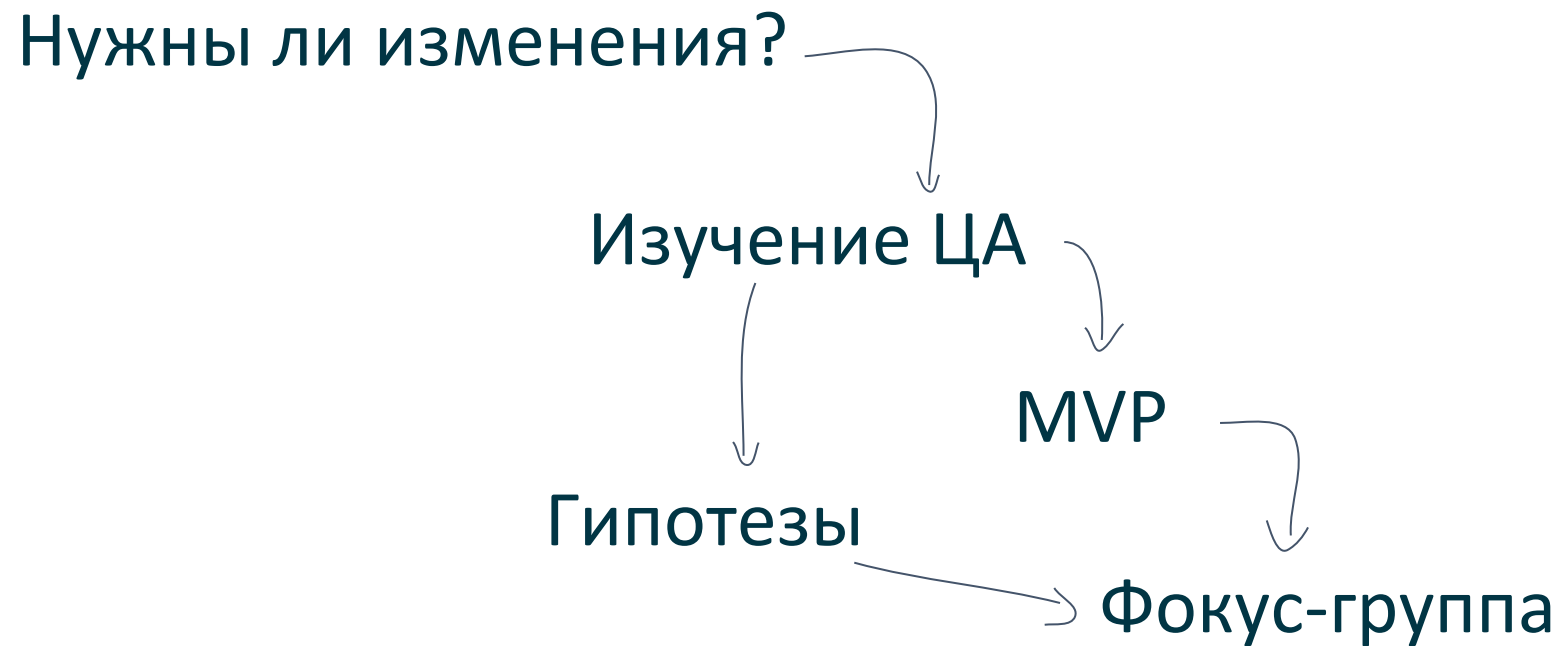 Нужны ли изменения?
Изучение ЦА
MVP
Гипотезы
Фокус-группа